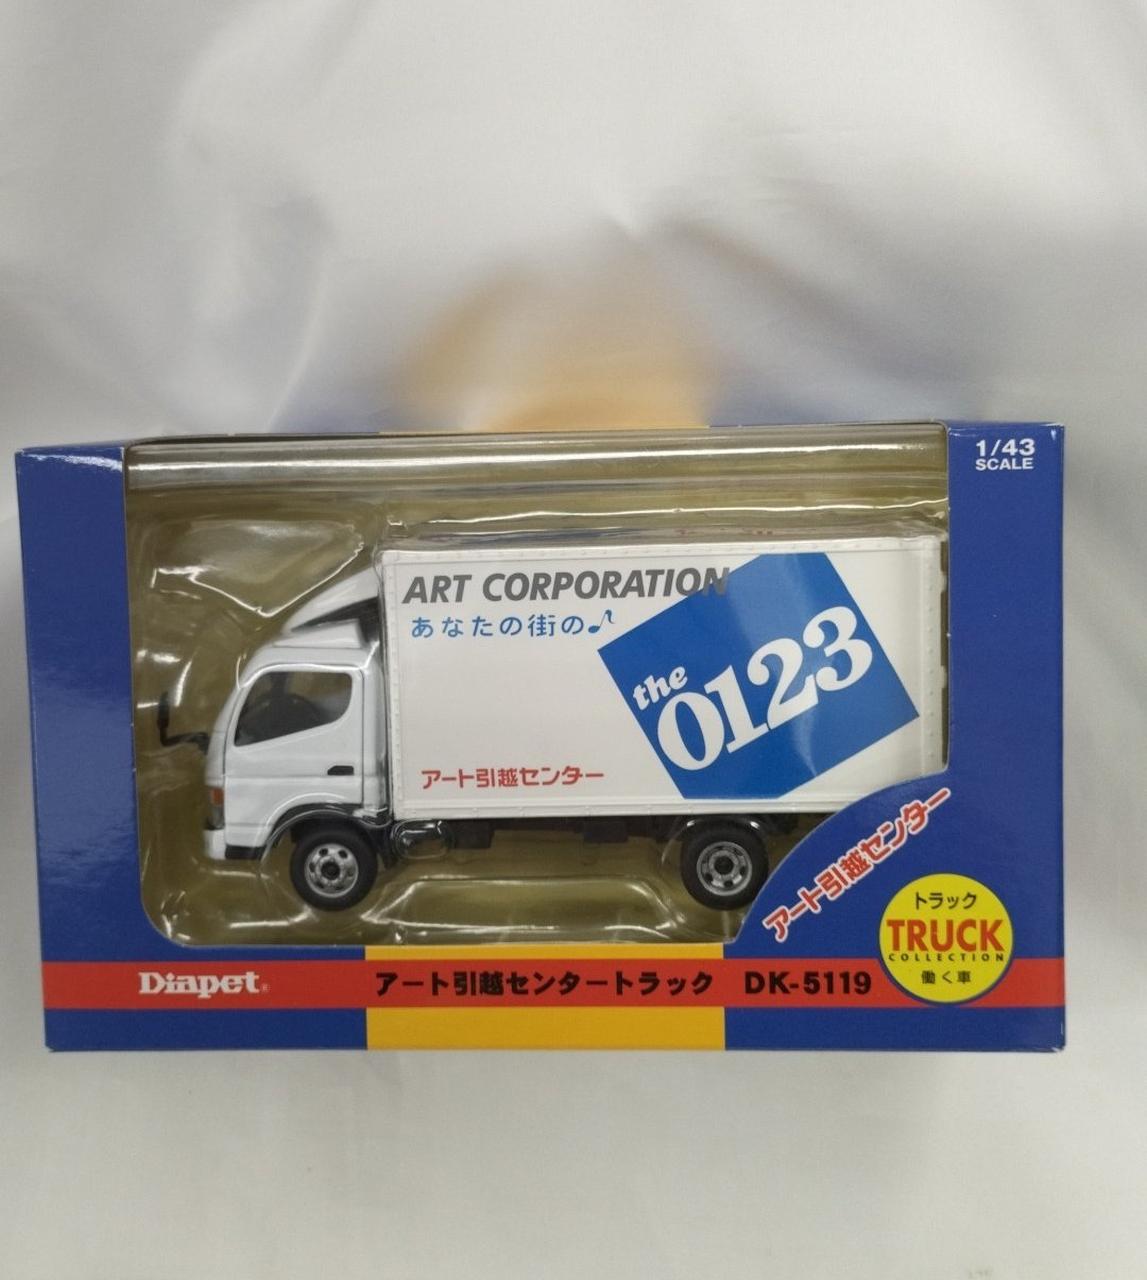 1/43
SCALE
ART CORPORATION
あなたの街の♪
the
0123
アート引越センター
アート引越センター
トラック
TRUCK
COLLECTION
働く車
Diapet®
アート引越センタートラック DK-5119